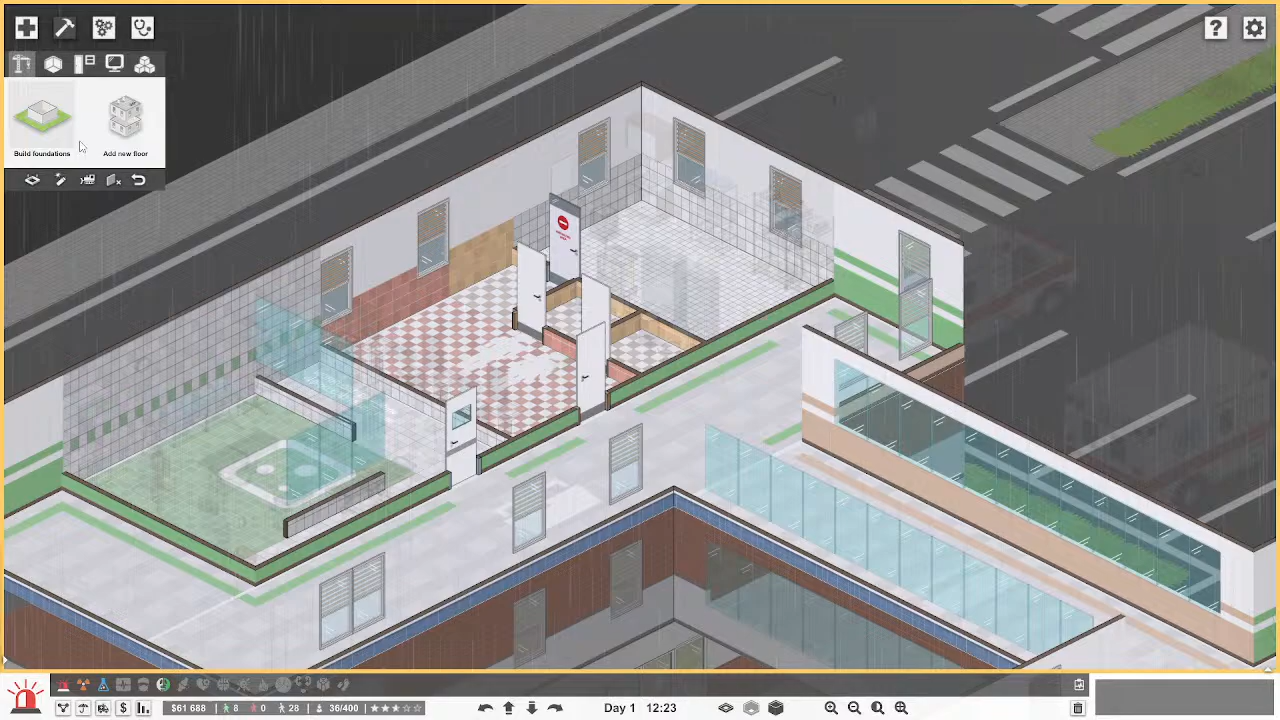 ?
Build foundations
Add new floor
$61 688
8
0
28
36/400
Day 1
12:23